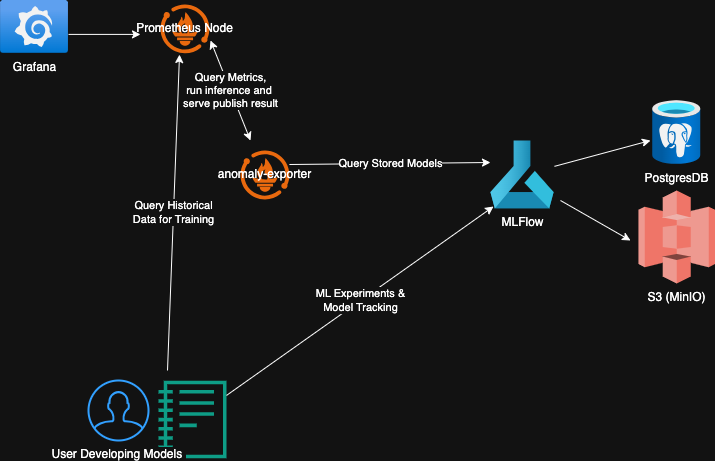 Prometheus Node
Grafana
Query Metrics,
run inference and
serve publish result
anomaly-exporter
Query Stored Models
PostgresDB
Query Historical
Data for Training
MLFlow
ML Experiments &
Model Tracking
S3 (MinIO)
User Developing Models